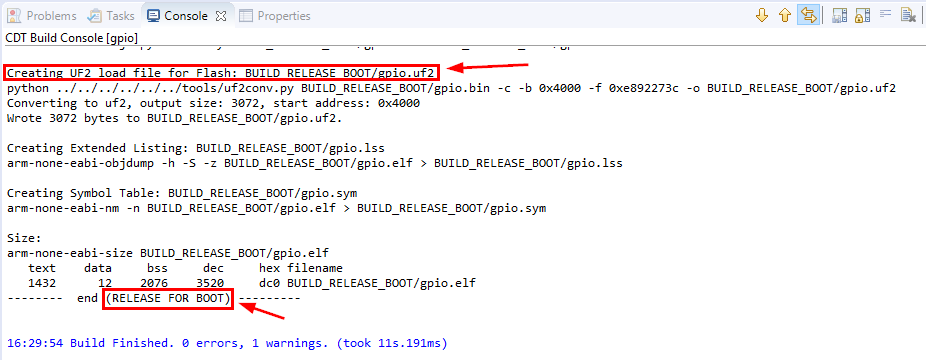 Problems Tasks Console Properties
CDT Build Console [gpio]
Creating UF2 load file for Flash: BUILD_RELEASE_BOOT/gpio.uf2
python ../../../../../../tools/uf2conv.py BUILD_RELEASE_BOOT/gpio.bin -c -b 0x4000 -f 0xe892273c -o BUILD_RELEASE_BOOT/gpio.uf2
Converting to uf2, output size: 3072, start address: 0x4000
Wrote 3072 bytes to BUILD_RELEASE_BOOT/gpio.uf2.
Creating Extended Listing: BUILD_RELEASE_BOOT/gpio.lss
arm-none-eabi-objdump -h -S -z BUILD_RELEASE_BOOT/gpio.elf > BUILD_RELEASE_BOOT/gpio.lss
Creating Symbol Table: BUILD_RELEASE_BOOT/gpio.sym
arm-none-eabi-nm -n BUILD_RELEASE_BOOT/gpio.elf > BUILD_RELEASE_BOOT/gpio.sym
Size:
arm-none-eabi-size BUILD_RELEASE_BOOT/gpio.elf
text data bss dec hex filename
1432 12 2076 3520 dc0 BUILD_RELEASE_BOOT/gpio.elf
-------- end (RELEASE FOR BOOT) ---------
16:29:54 Build Finished. 0 errors, 1 warnings. (took 11s.191ms)